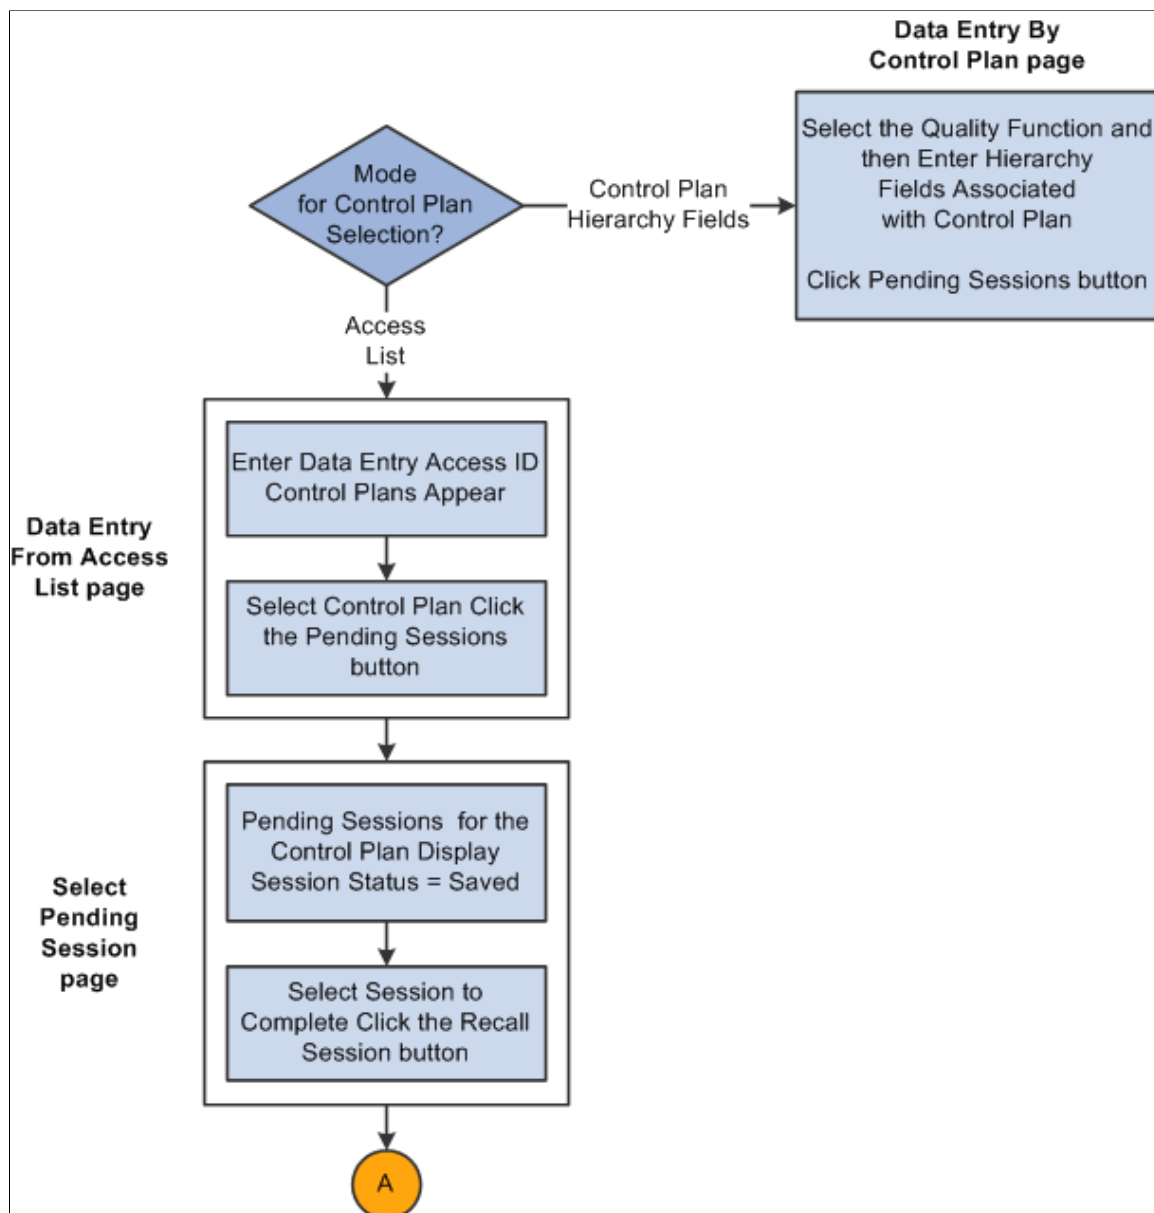 Data Entry By
Control Plan page
Select the Quality Function and
then Enter Hierarchy
Fields Associated
with Control Plan
Click Pending Sessions button
Mode
for Control Plan
Selection?
Control Plan
Hierarchy Fields
Access
List
Data Entry
From Access
List page
Enter Data Entry Access ID
Control Plans Appear
Select Control Plan Click
the Pending Sessions
button
Select
Pending
Session
page
Pending Sessions for the
Control Plan Display
Session Status = Saved
Select Session to
Complete Click the Recall
Session button
A